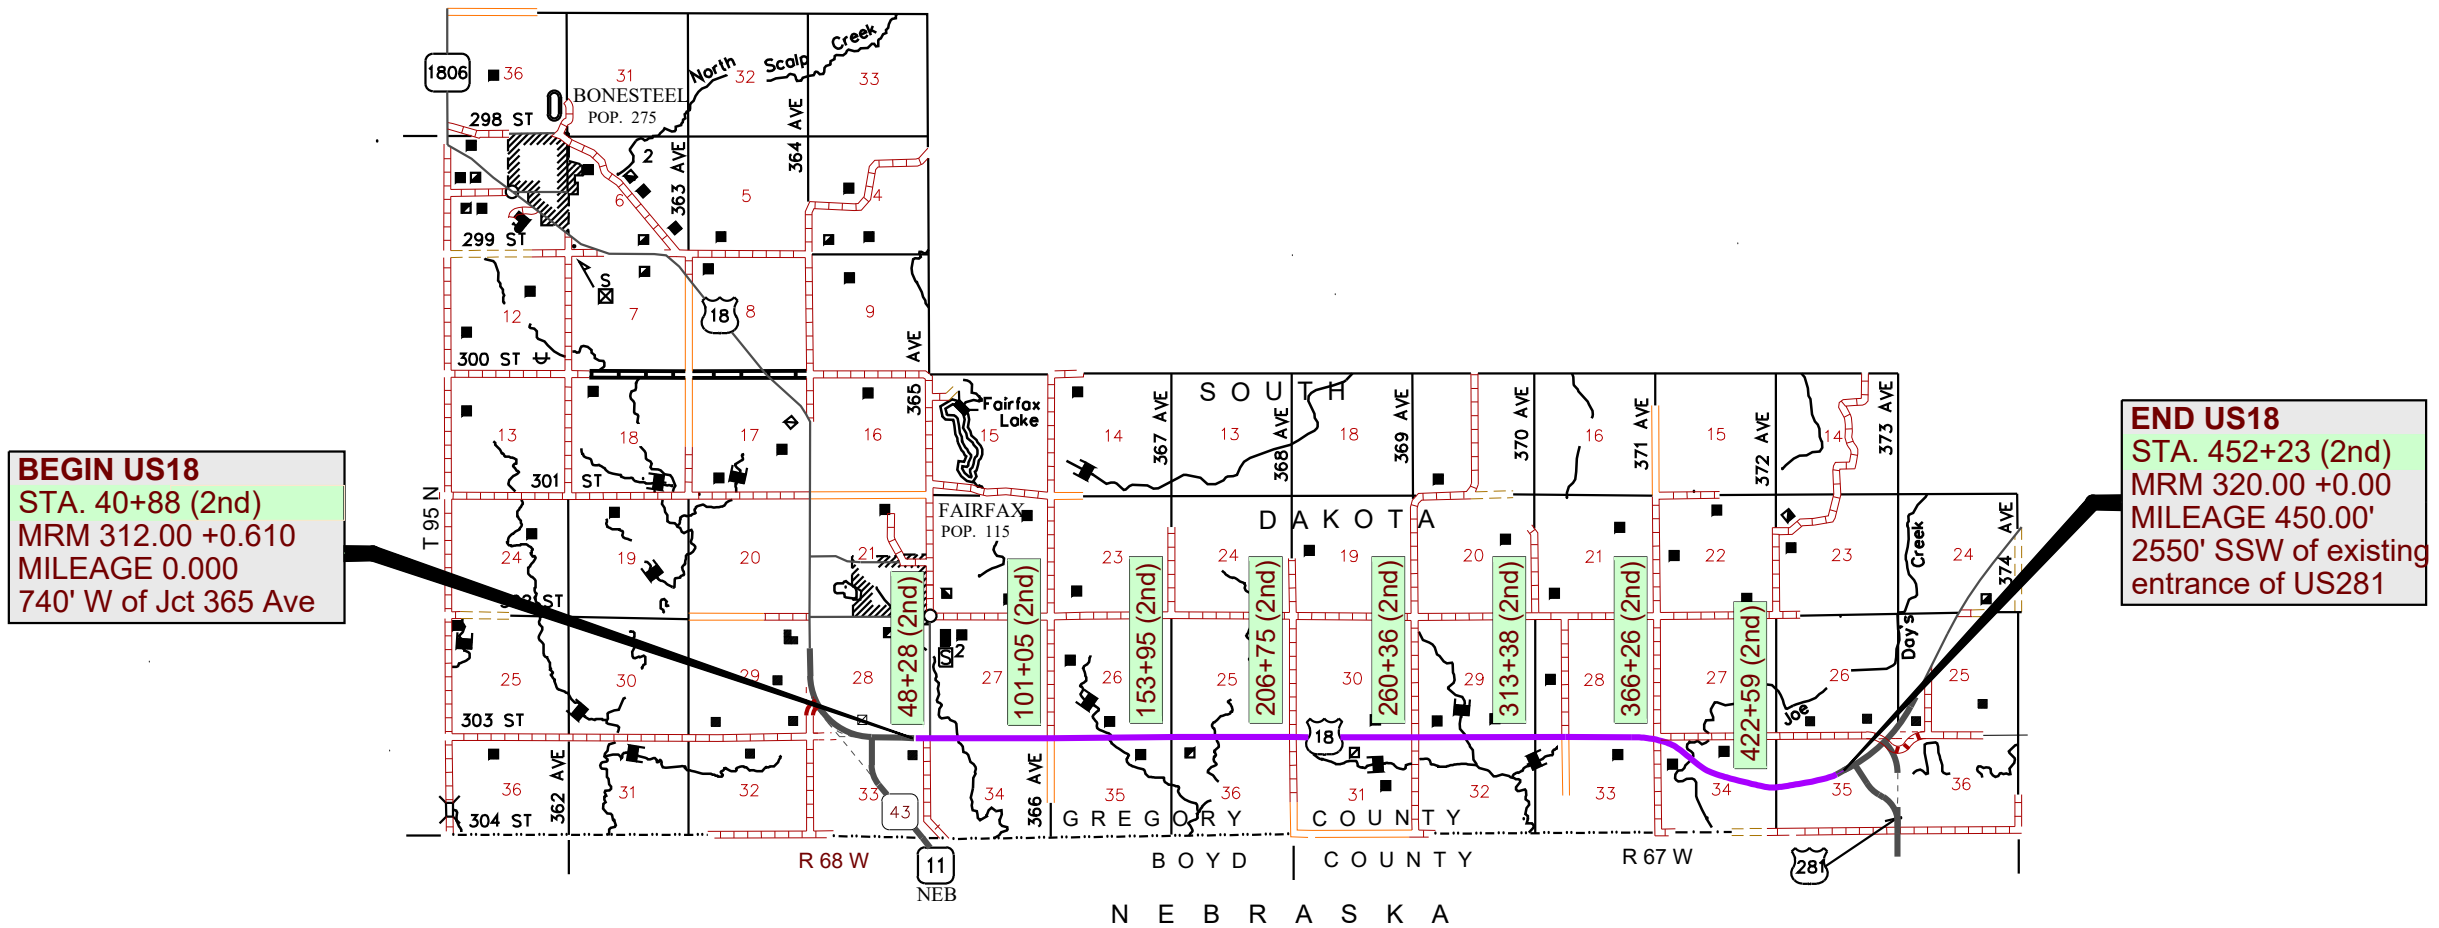 1806
36
31
32
33
North
Scalp
Creek
BONESTEEL
POP. 275
298 ST
364 AVE
363 AVE
2
6
5
4
299 ST
S
12
7
18
8
9
300 ST
365 AVE
Fairfax
Lake
SOUTH
13
18
17
16
15
14
367 AVE
13
368 AVE
18
369 AVE
370 AVE
16
371 AVE
15
372 AVE
14
373 AVE
301 ST
T 95 N
BEGIN US18
STA. 40+88 (2nd)
MRM 312.00 +0.610
MILEAGE 0.000
740' W of Jct 365 Ave
END US18
STA. 452+23 (2nd)
MRM 320.00 +0.00
MILEAGE 450.00'
2550' SSW of existing
entrance of US281
FAIRFAX
POP. 115
DAKOTA
24
19
20
21
23
24
19
20
21
22
23
24
374 AVE
Day's
Creek
48+28 (2nd)
101+05 (2nd)
153+95 (2nd)
206+75 (2nd)
260+36 (2nd)
313+38 (2nd)
366+26 (2nd)
422+59 (2nd)
S
2
25
30
29
28
27
26
25
30
29
28
27
26
25
Joe
303 ST
18
362 AVE
366 AVE
36
31
32
33
34
35
36
31
32
33
34
35
36
304 ST
43
GREGORY COUNTY
R 68 W
11
NEB
BOYD COUNTY
R 67 W
281
NEBRASKA